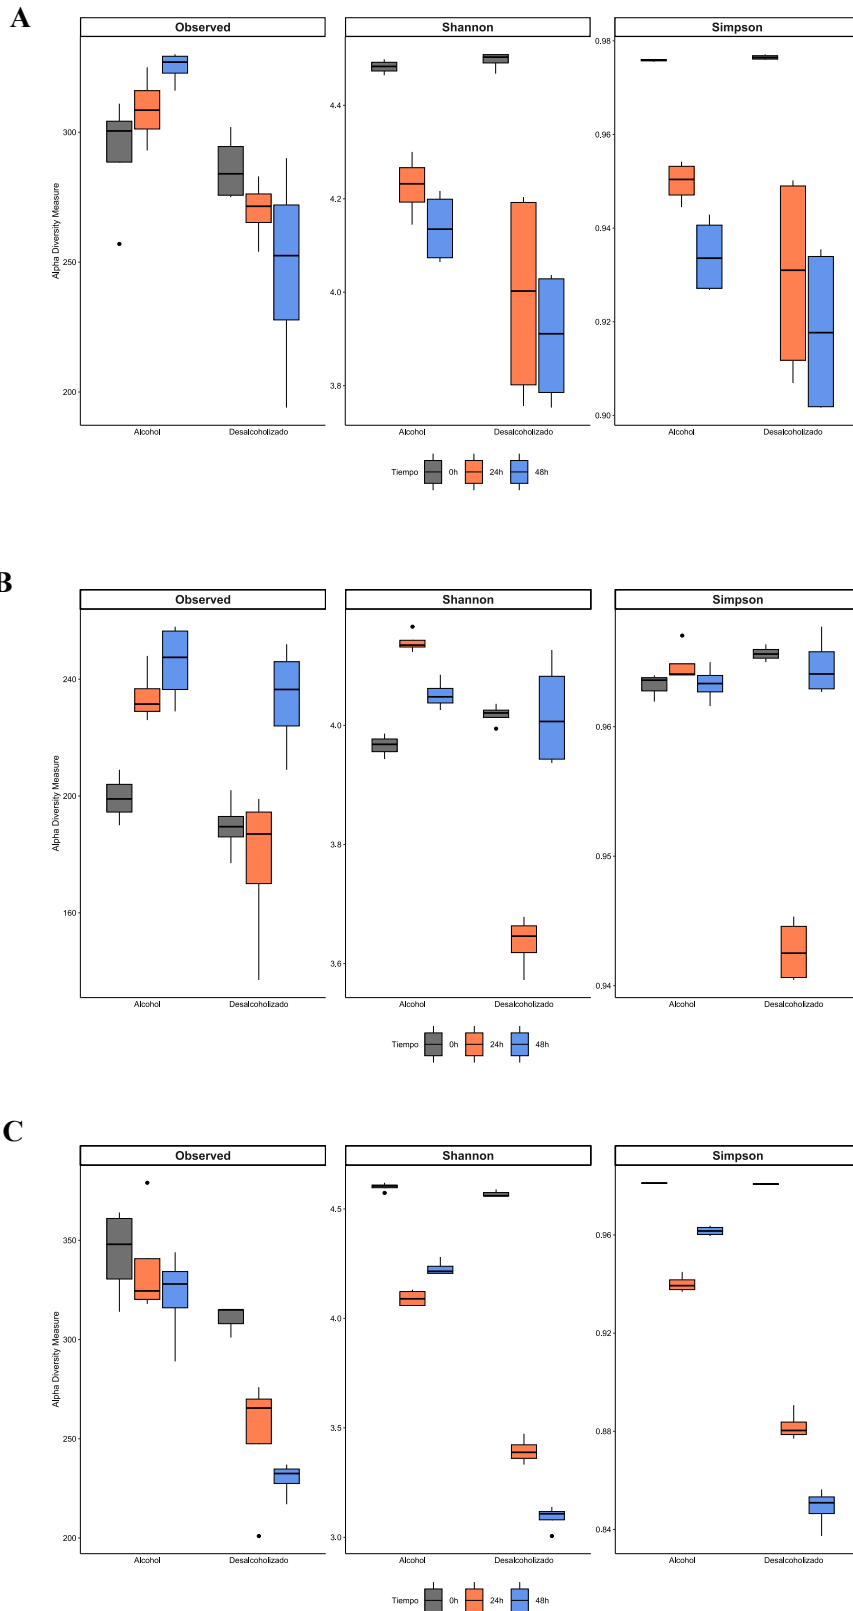 A
Observed
Shannon
Simpson
Alpha Diversity Measure
300
250
200
4.4
4.2
4.0
3.8
0.98
0.96
0.94
0.92
0.90
Alcohol
Desalcoholizado
Alcohol
Desalcoholizado
Alcohol
Desalcoholizado
Tiempo 0h 24h 48h
B
Observed
Shannon
Simpson
Alpha Diversity Measure
240
200
160
4.0
3.8
3.6
0.96
0.95
0.94
Alcohol
Desalcoholizado
Alcohol
Desalcoholizado
Alcohol
Desalcoholizado
Tiempo 0h 24h 48h
C
Observed
Shannon
Simpson
Alpha Diversity Measure
350
300
250
200
4.5
4.0
3.5
3.0
0.96
0.92
0.88
0.84
Alcohol
Desalcoholizado
Alcohol
Desalcoholizado
Alcohol
Desalcoholizado
Tiempo 0h 24h 48h